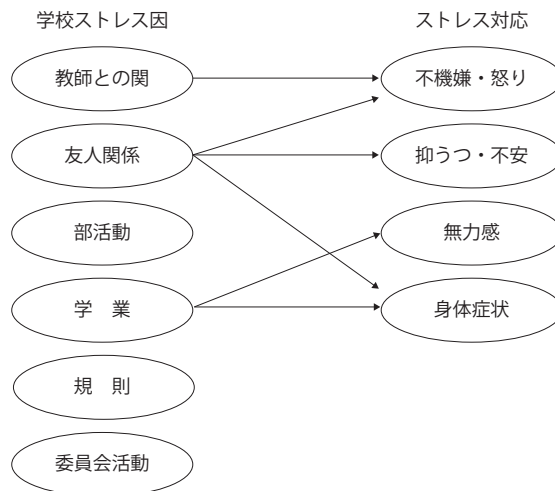 学校ストレス因
ストレス対応
教師との関
不機嫌・怒り
友人関係
抑うつ・不安
部活動
無力感
学　業
身体症状
規　則
委員会活動